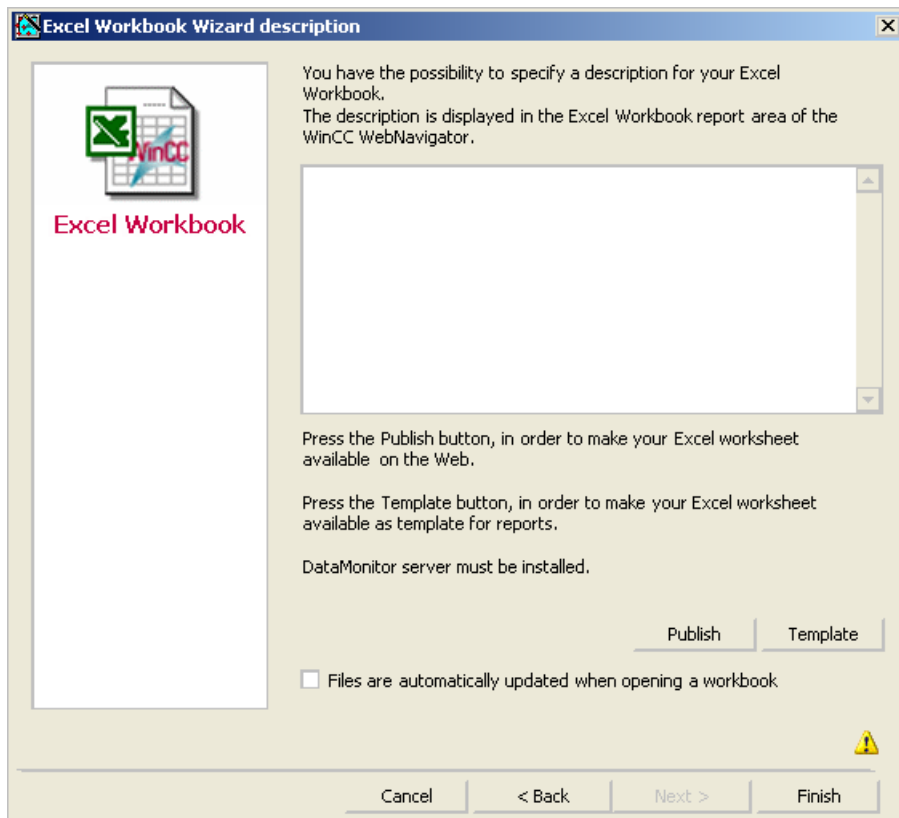 Excel Workbook Wizard description
WinCC
Excel Workbook
You have the possibility to specify a description for your Excel
Workbook.
The description is displayed in the Excel Workbook report area of the
WinCC WebNavigator.
Press the Publish button, in order to make your Excel worksheet
available on the Web.
Press the Template button, in order to make your Excel worksheet
available as template for reports.
DataMonitor server must be installed.
Publish Template
Files are automatically updated when opening a workbook
Cancel < Back Next > Finish